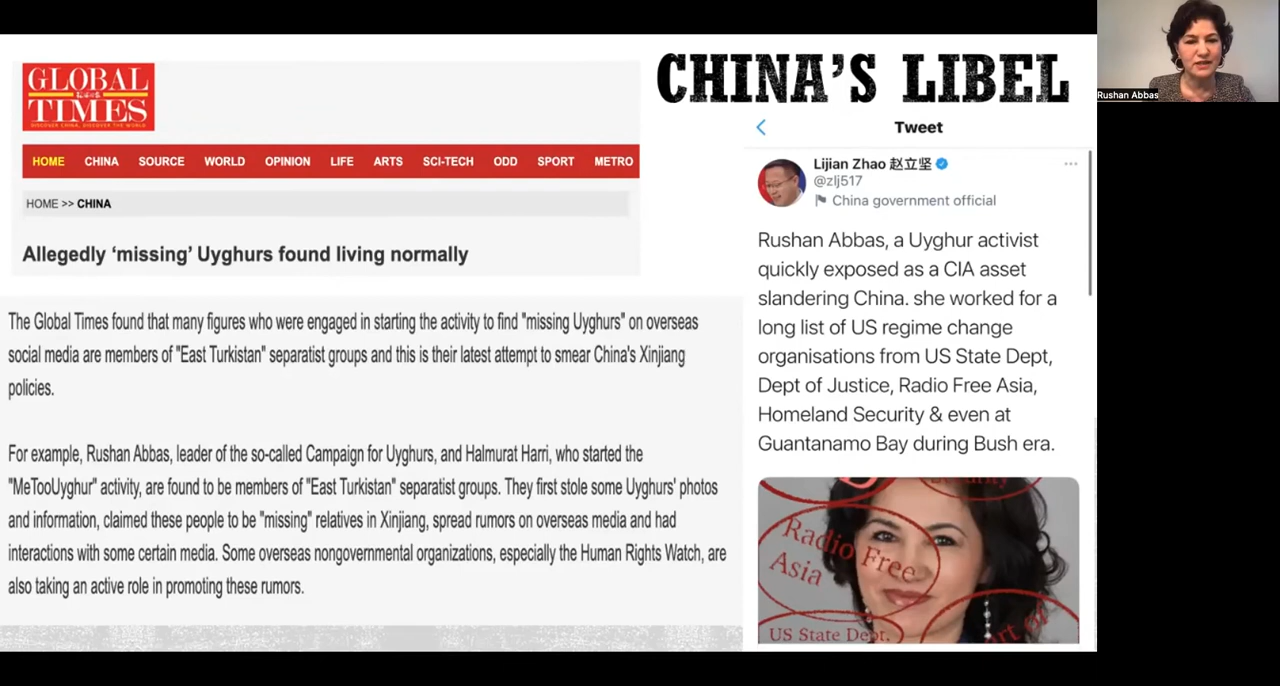 GLOBAL
TIMES
DISCOVER CHINA, DISCOVER THE WORLD
HOME CHINA SOURCE WORLD OPINION LIFE ARTS SCI-TECH ODD SPORT METRO
HOME >> CHINA
Allegedly ‘missing’ Uyghurs found living normally
The Global Times found that many figures who were engaged in starting the activity to find "missing Uyghurs" on overseas
social media are members of "East Turkistan" separatist groups and this is their latest attempt to smear China's Xinjiang
policies.
For example, Rushan Abbas, leader of the so-called Campaign for Uyghurs, and Halmurat Harri, who started the
"MeTooUyghur" activity, are found to be members of "East Turkistan" separatist groups. They first stole some Uyghurs' photos
and information, claimed these people to be "missing" relatives in Xinjiang, spread rumors on overseas media and had
interactions with some certain media. Some overseas nongovernmental organizations, especially the Human Rights Watch, are
also taking an active role in promoting these rumors.
CHINA’S LIBEL
Tweet
Lijian Zhao 赵立坚
@zlj517
China government official
Rushan Abbas, a Uyghur activist
quickly exposed as a CIA asset
slandering China. she worked for a
long list of US regime change
organisations from US State Dept,
Dept of Justice, Radio Free Asia,
Homeland Security & even at
Guantanamo Bay during Bush era.
Radio Free
Asia
US State Dept.
Rushan Abbas